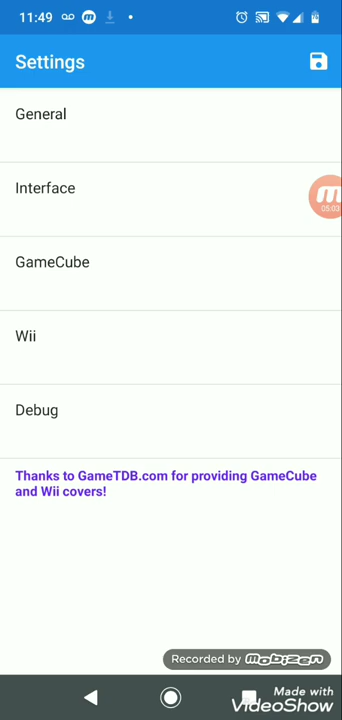 11:49
Settings
General
Interface
05:03
GameCube
Wii
Debug
Thanks to GameTDB.com for providing GameCube
and Wii covers!
Recorded by mobizen
Made with
VideoShow